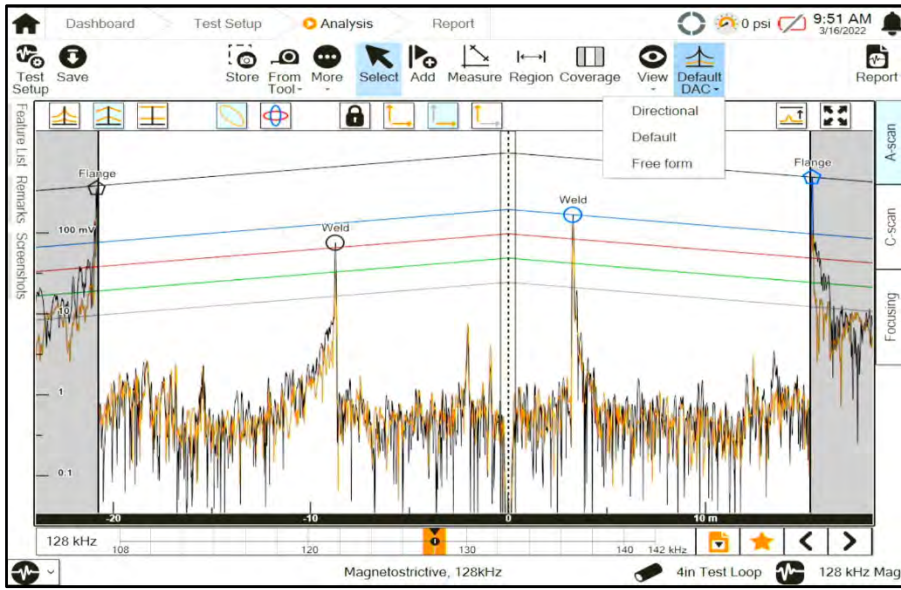 Dashboard Test Setup Analysis Report 0 psi 9:51 AM
3/16/2022
Test Setup Save Store From Tool More Select Add Measure Region Coverage View Default DAC Report
Directional
Default
Free form
Feature List Remarks Screenshots
A-scan
C-scan
Focusing
Flange Flange
Weld
Weld
100 mV
10
1
0.1
-20 -10 0 10 m
128 kHz 108 120 130 140 142 kHz
Magnetostrictive, 128kHz 4in Test Loop 128 kHz Mag